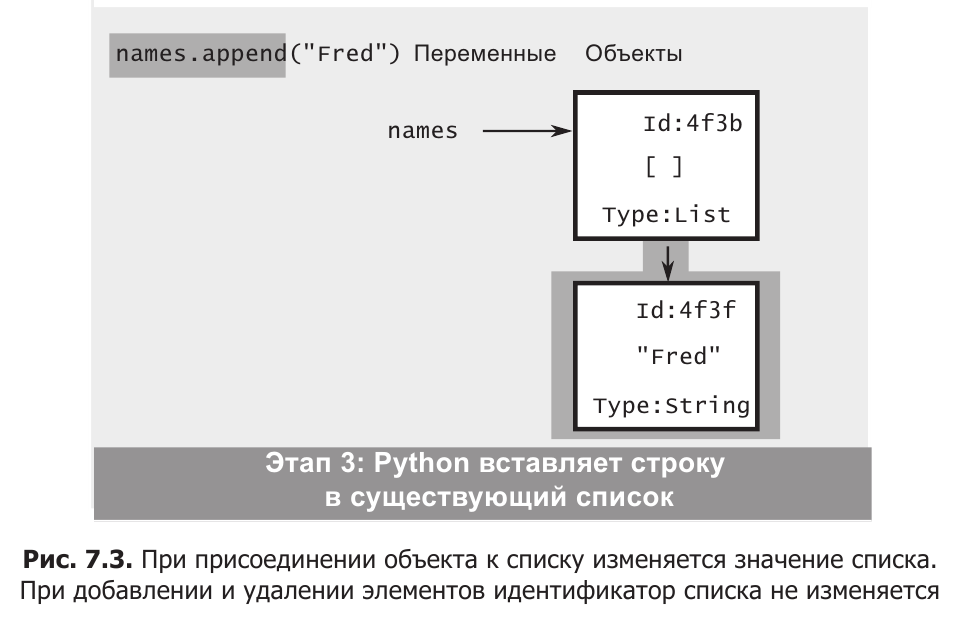 names.append("Fred") Переменные Объекты
names
Id:4f3b
[ ]
Type:List
Id:4f3f
"Fred"
Type:String
Этап 3: Python вставляет строку
в существующий список
Рис. 7.3. При присоединении объекта к списку изменяется значение списка.
При добавлении и удалении элементов идентификатор списка не изменяется